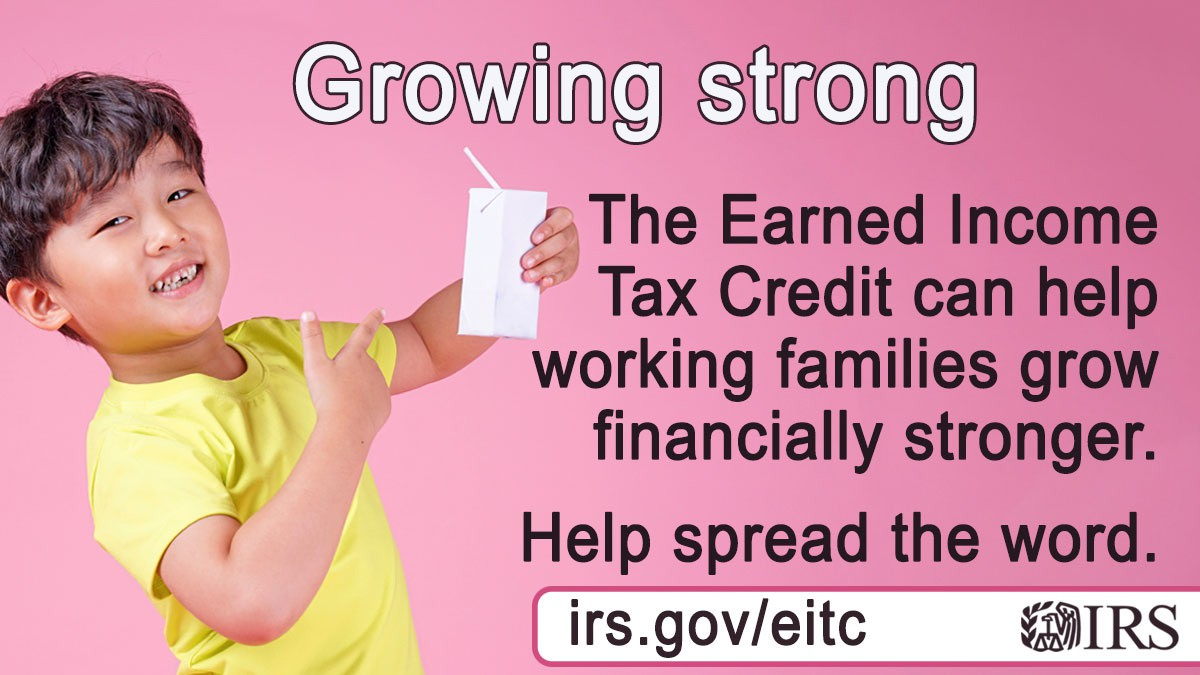 Growing strong
The Earned Income
Tax Credit can help
working families grow
financially stronger.
Help spread the word.
irs.gov/eitc
IRS